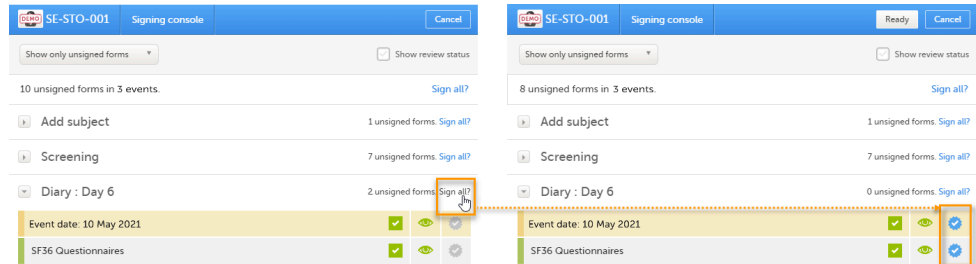 DEMO SE-STO-001 Signing console Cancel
Show only unsigned forms Show review status
10 unsigned forms in 3 events. Sign all?
Add subject 1 unsigned forms. Sign all?
Screening 7 unsigned forms. Sign all?
Diary : Day 6 2 unsigned forms. Sign all?
Event date: 10 May 2021
SF36 Questionnaires
DEMO SE-STO-001 Signing console Ready Cancel
Show only unsigned forms Show review status
8 unsigned forms in 3 events. Sign all?
Add subject 1 unsigned forms. Sign all?
Screening 7 unsigned forms. Sign all?
Diary : Day 6 0 unsigned forms. Sign all?
Event date: 10 May 2021
SF36 Questionnaires